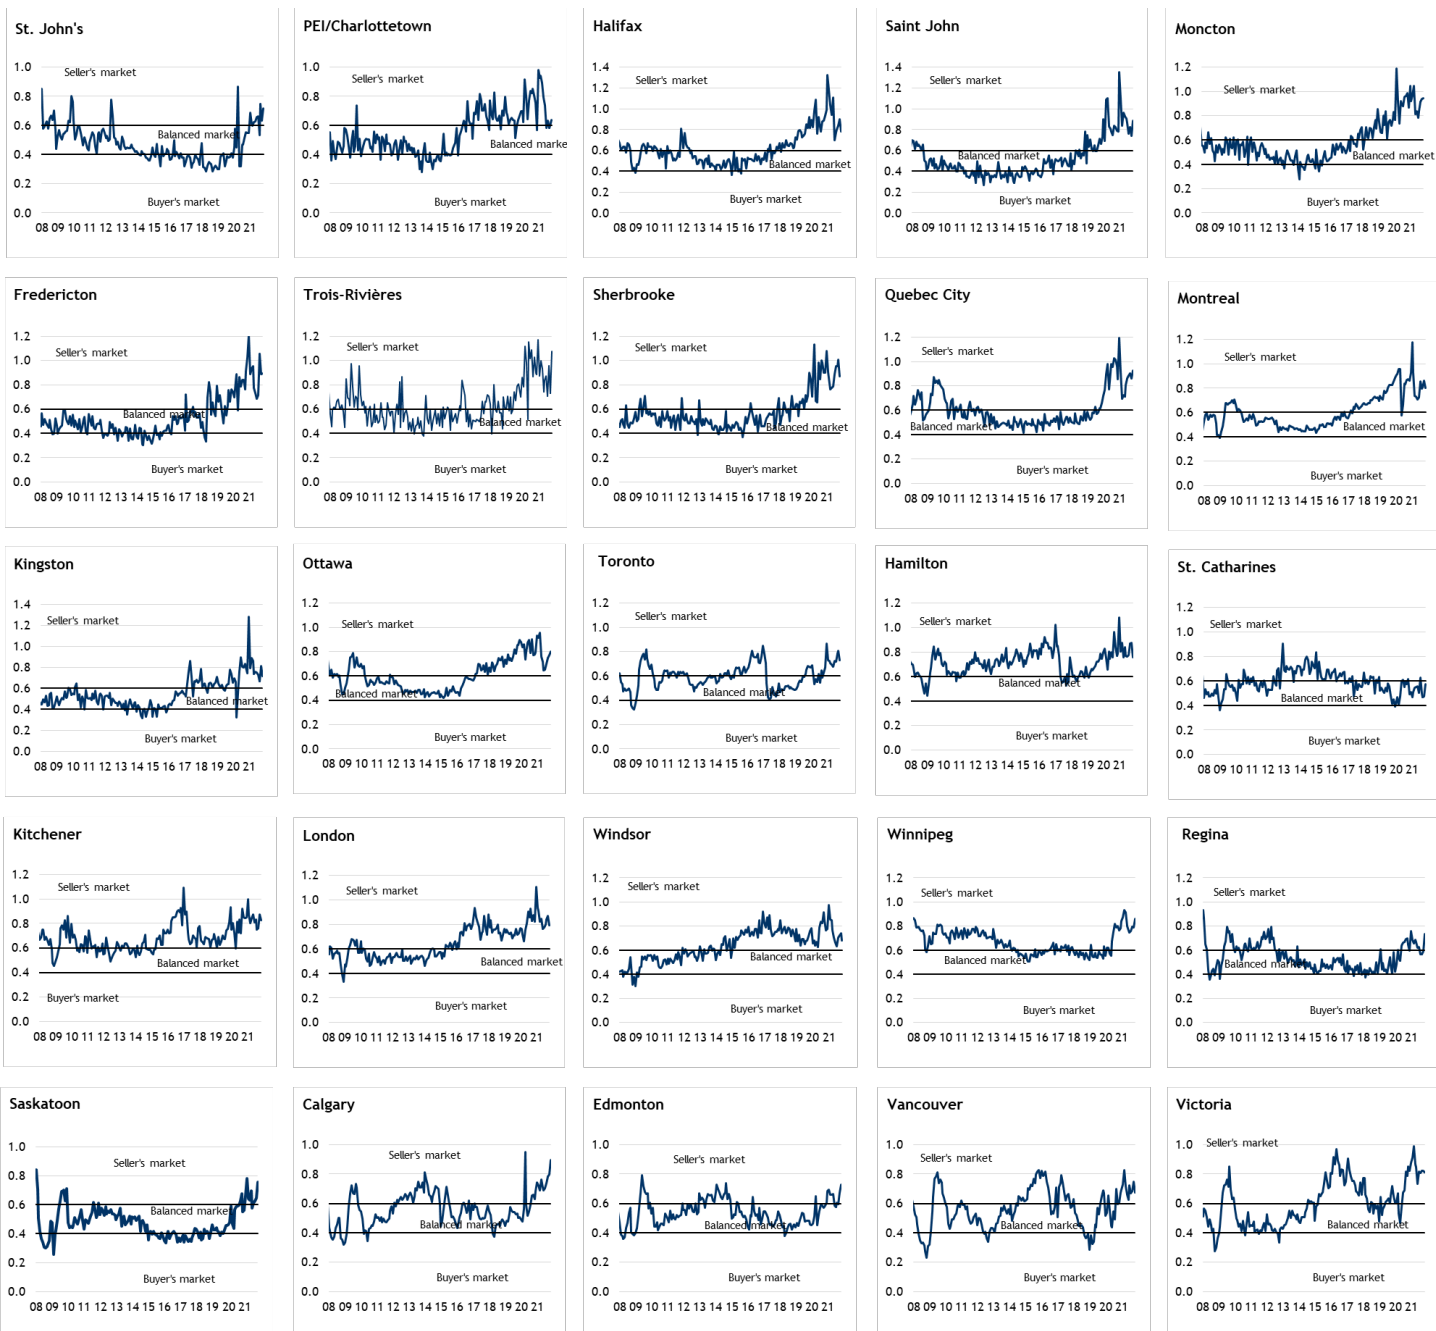 St. John's
1.0
Seller's market
0.8
0.6
Balanced market
0.4
0.2
Buyer's market
0.0
08 09 10 11 12 13 14 15 16 17 18 19 20 21
PEI/Charlottetown
1.0
Seller's market
0.8
0.6
Balanced marke
0.4
0.2
Buyer's market
0.0
08 09 10 11 12 13 14 15 16 17 18 19 20 21
Halifax
1.4
Seller's market
1.2
1.0
0.8
0.6
Balanced market
0.4
0.2
Buyer's market
0.0
08 09 10 11 12 13 14 15 16 17 18 19 20 21
Saint John
1.4
Seller's market
1.2
1.0
0.8
0.6
Balanced market
0.4
0.2
Buyer's market
0.0
08 09 10 11 12 13 14 15 16 17 18 19 20 21
Moncton
1.2
Seller's market
1.0
0.8
0.6
Balanced market
0.4
0.2
Buyer's market
0.0
08 09 10 11 12 13 14 15 16 17 18 19 20 21
Fredericton
1.2
Seller's market
1.0
0.8
0.6
Balanced market
0.4
0.2
Buyer's market
0.0
08 09 10 11 12 13 14 15 16 17 18 19 20 21
Trois-Rivières
1.2
Seller's market
1.0
0.8
0.6
Balanced market
0.4
0.2
Buyer's market
0.0
08 09 10 11 12 13 14 15 16 17 18 19 20 21
Sherbrooke
1.2
Seller's market
1.0
0.8
0.6
Balanced market
0.4
0.2
Buyer's market
0.0
08 09 10 11 12 13 14 15 16 17 18 19 20 21
Quebec City
1.2
Seller's market
1.0
0.8
0.6
Balanced market
0.4
0.2
Buyer's market
0.0
08 09 10 11 12 13 14 15 16 17 18 19 20 21
Montreal
1.2
Seller's market
1.0
0.8
0.6
Balanced market
0.4
0.2
Buyer's market
0.0
08 09 10 11 12 13 14 15 16 17 18 19 20 21
Kingston
1.4
Seller's market
1.2
1.0
0.8
0.6
Balanced market
0.4
0.2
Buyer's market
0.0
08 09 10 11 12 13 14 15 16 17 18 19 20 21
Ottawa
1.2
Seller's market
1.0
0.8
0.6
Balanced market
0.4
0.2
Buyer's market
0.0
08 09 10 11 12 13 14 15 16 17 18 19 20 21
Toronto
1.2
Seller's market
1.0
0.8
0.6
Balanced market
0.4
0.2
Buyer's market
0.0
08 09 10 11 12 13 14 15 16 17 18 19 20 21
Hamilton
1.2
Seller's market
1.0
0.8
0.6
Balanced market
0.4
0.2
Buyer's market
0.0
08 09 10 11 12 13 14 15 16 17 18 19 20 21
St. Catharines
1.2
Seller's market
1.0
0.8
0.6
Balanced market
0.4
0.2
Buyer's market
0.0
08 09 10 11 12 13 14 15 16 17 18 19 20 21
Kitchener
1.2
Seller's market
1.0
0.8
0.6
Balanced market
0.4
0.2
Buyer's market
0.0
08 09 10 11 12 13 14 15 16 17 18 19 20 21
London
1.2
Seller's market
1.0
0.8
0.6
Balanced market
0.4
0.2
Buyer's market
0.0
08 09 10 11 12 13 14 15 16 17 18 19 20 21
Windsor
1.2
Seller's market
1.0
0.8
0.6
Balanced market
0.4
0.2
Buyer's market
0.0
08 09 10 11 12 13 14 15 16 17 18 19 20 21
Winnipeg
1.2
Seller's market
1.0
0.8
0.6
Balanced market
0.4
0.2
Buyer's market
0.0
08 09 10 11 12 13 14 15 16 17 18 19 20 21
Regina
1.2
Seller's market
1.0
0.8
0.6
Balanced market
0.4
0.2
Buyer's market
0.0
08 09 10 11 12 13 14 15 16 17 18 19 20 21
Saskatoon
1.0
Seller's market
0.8
0.6
Balanced market
0.4
0.2
Buyer's market
0.0
08 09 10 11 12 13 14 15 16 17 18 19 20 21
Calgary
1.0
Seller's market
0.8
0.6
Balanced market
0.4
0.2
Buyer's market
0.0
08 09 10 11 12 13 14 15 16 17 18 19 20 21
Edmonton
1.0
Seller's market
0.8
0.6
Balanced market
0.4
0.2
Buyer's market
0.0
08 09 10 11 12 13 14 15 16 17 18 19 20 21
Vancouver
1.0
Seller's market
0.8
0.6
Balanced market
0.4
0.2
Buyer's market
0.0
08 09 10 11 12 13 14 15 16 17 18 19 20 21
Victoria
1.0
Seller's market
0.8
0.6
Balanced market
0.4
0.2
Buyer's market
0.0
08 09 10 11 12 13 14 15 16 17 18 19 20 21